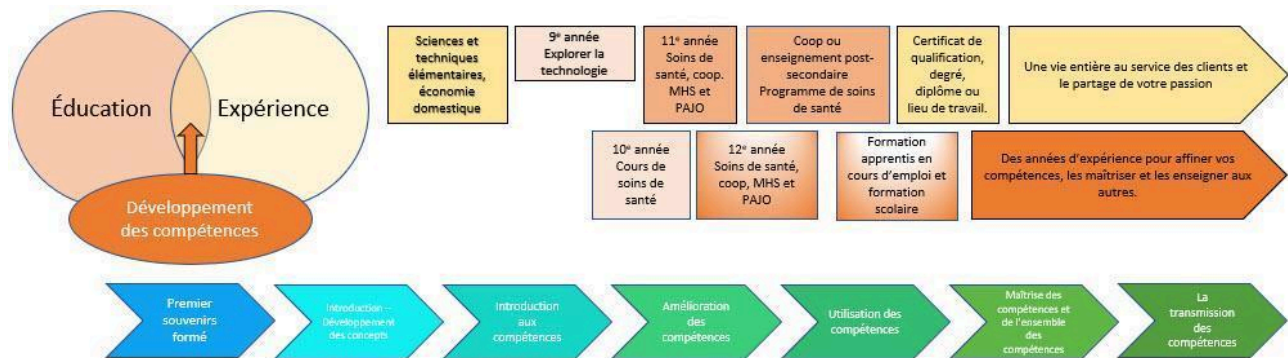 Éducation
Expérience
Développement
des compétences
Sciences et
techniques
élémentaires,
économie
domestique
9e année
Explorer la
technologie
11e année
Soins de
santé, coop.
MHS et
PAJO
Coop ou
enseignement post-
secondaire
Programme de soins
de santé
Certificat de
qualification,
degré,
diplôme ou
lieu de travail.
Une vie entière au service des clients et
le partage de votre passion
10e année
Cours de
soins de
santé
12e année
Soins de santé,
coop, MHS et
PAJO
Formation
apprentis en
cours d'emploi et
formation
scolaire
Des années d'expérience pour affiner vos
compétences, les maîtriser et les enseigner aux
autres.
Premier
souvenirs
formé
Introduction –
Développement
des concepts
Introduction
aux
compétences
Amélioration
des
compétences
Utilisation des
compétences
Maîtrise des
compétences et
de l'ensemble
des
compétences
La
transmission
des
compétences